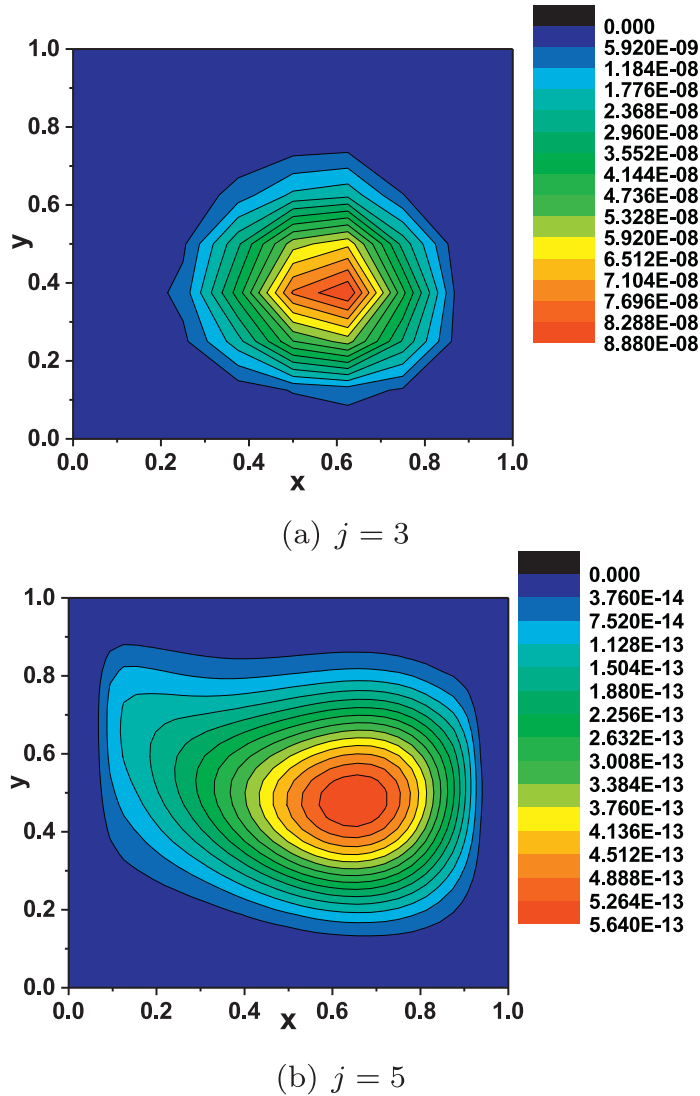 0.000
5.920E-09
1.184E-08
1.776E-08
2.368E-08
2.960E-08
3.552E-08
4.144E-08
4.736E-08
5.328E-08
5.920E-08
6.512E-08
7.104E-08
7.696E-08
8.288E-08
8.880E-08
1.0
0.8
0.6
y
0.4
0.2
0.0
0.0 0.2 0.4 0.6 0.8 1.0
x
(a) j = 3
0.000
3.760E-14
7.520E-14
1.128E-13
1.504E-13
1.880E-13
2.256E-13
2.632E-13
3.008E-13
3.384E-13
3.760E-13
4.136E-13
4.512E-13
4.888E-13
5.264E-13
5.640E-13
1.0
0.8
0.6
y
0.4
0.2
0.0
0.0 0.2 0.4 0.6 0.8 1.0
x
(b) j = 5